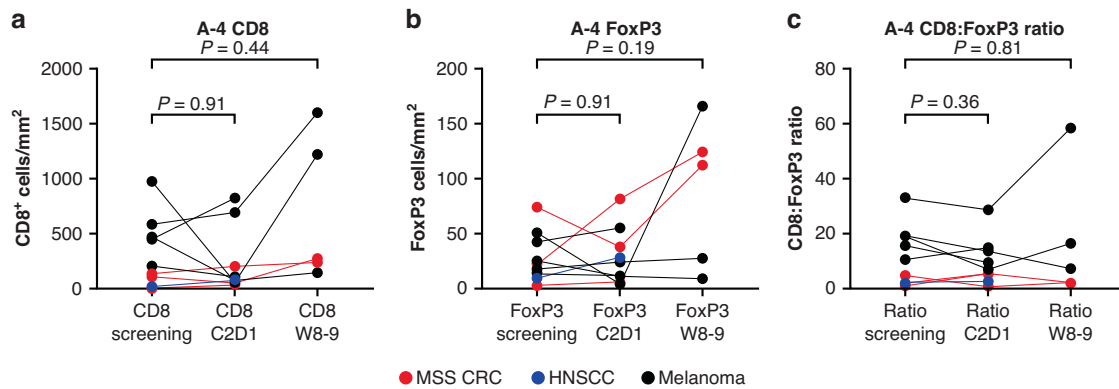 a
A-4 CD8
P = 0.44
P = 0.91
2000
1500
1000
500
0
CD8⁺ cells/mm²
CD8 screening
CD8 C2D1
CD8 W8-9
b
A-4 FoxP3
P = 0.19
P = 0.91
200
150
100
50
0
FoxP3 cells/mm²
FoxP3 screening
FoxP3 C2D1
FoxP3 W8-9
c
A-4 CD8:FoxP3 ratio
P = 0.81
P = 0.36
80
60
40
20
0
CD8:FoxP3 ratio
Ratio screening
Ratio C2D1
Ratio W8-9
MSS CRC
HNSCC
Melanoma